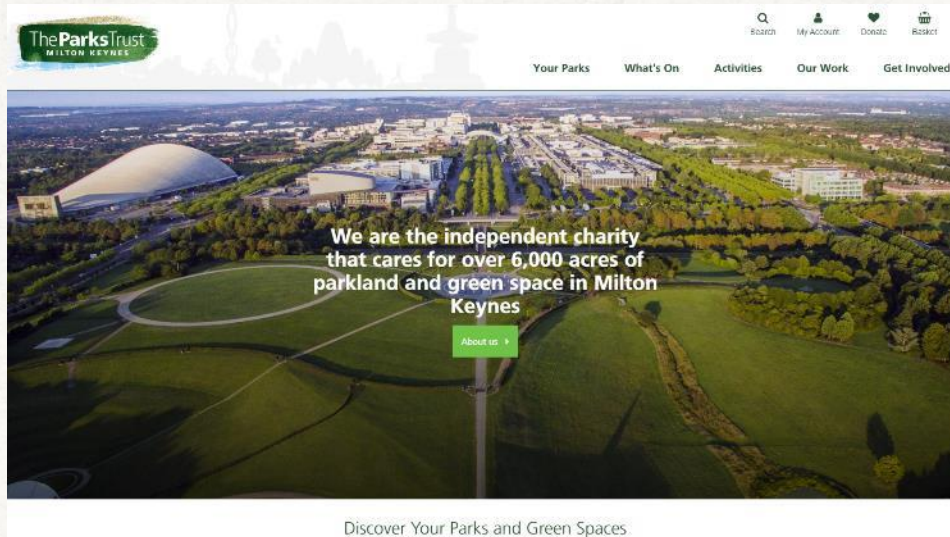 The Parks Trust
MILTON KEYNES
Search My Account Donate Basket
Your Parks What's On Activities Our Work Get Involved
We are the independent charity
that cares for over 6,000 acres of
parkland and green space in Milton
Keynes
About us
Discover Your Parks and Green Spaces